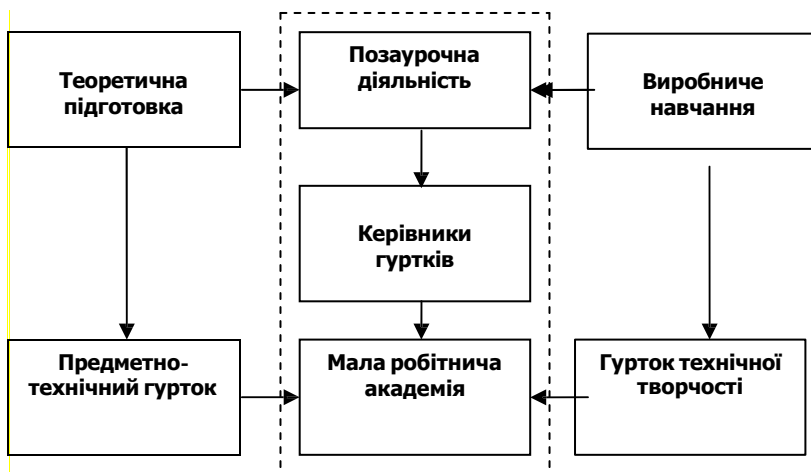 Теоретична
підготовка
Позаурочна
діяльність
Виробниче
навчання
Керівники
гуртків
Предметно-
технічний гурток
Мала робітнича
академія
Гурток технічної
творчості